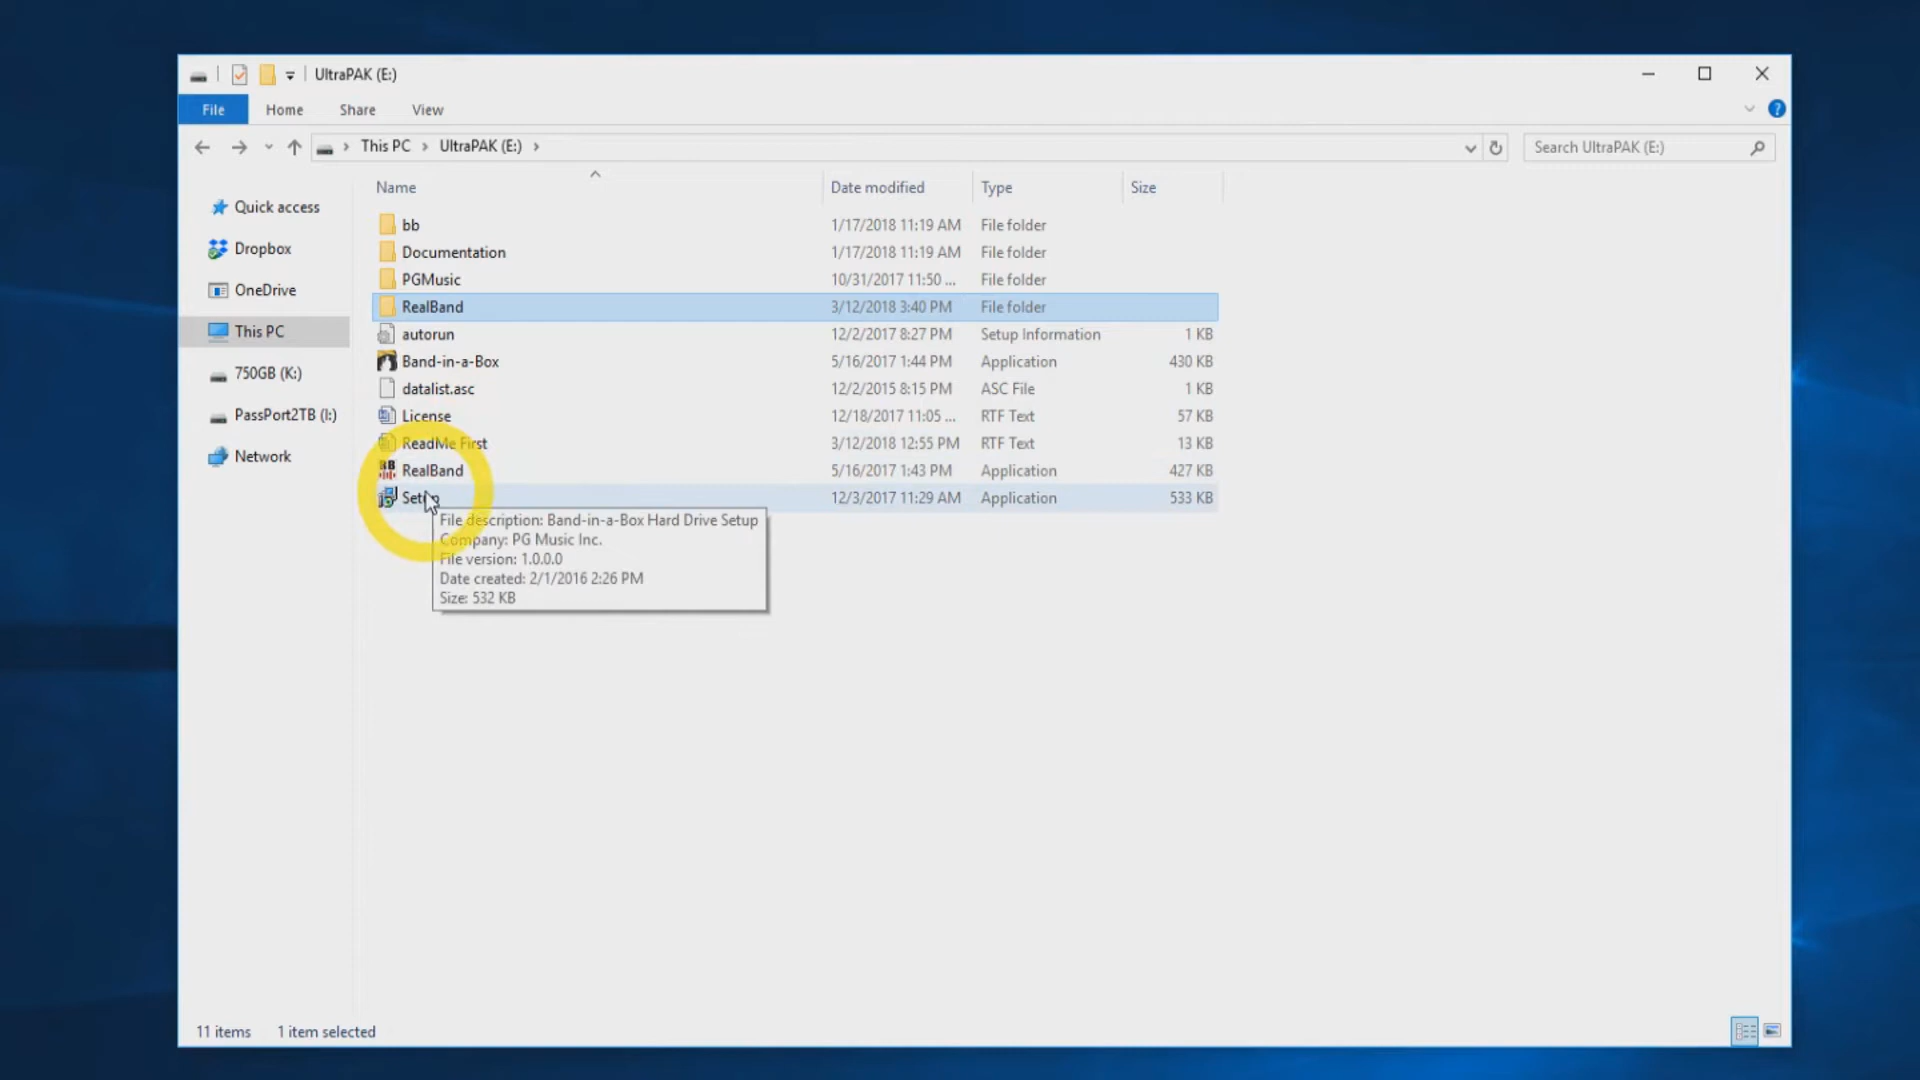 UltraPAK (E:)
File Home Share View
This PC UltraPAK (E:) Search UltraPAK (E:)
Name Date modified Type Size
Quick access
Dropbox
OneDrive
This PC
750GB (K:)
PassPort2TB (I:)
Network
bb 1/17/2018 11:19 AM File folder
Documentation 1/17/2018 11:19 AM File folder
PGMusic 10/31/2017 11:50 ... File folder
RealBand 3/12/2018 3:40 PM File folder
autorun 12/2/2017 8:27 PM Setup Information 1 KB
Band-in-a-Box 5/16/2017 1:44 PM Application 430 KB
datalist.asc 12/2/2015 8:15 PM ASC File 1 KB
License 12/18/2017 11:05 ... RTF Text 57 KB
ReadMe First 3/12/2018 12:55 PM RTF Text 13 KB
RealBand 5/16/2017 1:43 PM Application 427 KB
Setup 12/3/2017 11:29 AM Application 533 KB
File description: Band-in-a-Box Hard Drive Setup
Company: PG Music Inc.
File version: 1.0.0.0
Date created: 2/1/2016 2:26 PM
Size: 532 KB
11 items 1 item selected